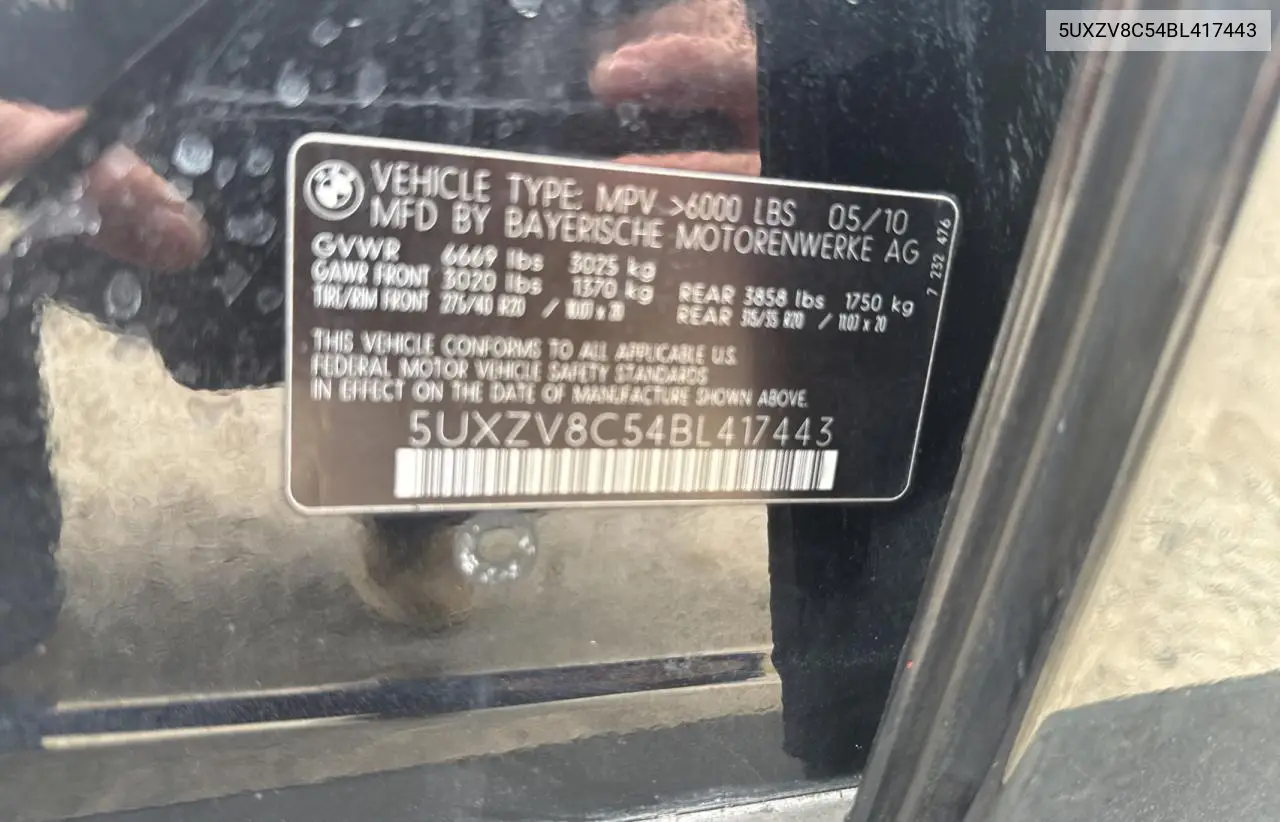 5UXZV8C54BL417443
VEHICLE TYPE: MPV >6000 LBS 05/10
MFD BY BAYERISCHE MOTORENWERKE AG
GVWR 6669 lbs 3025 kg
GAWR FRONT 3020 lbs 1370 kg REAR 3858 lbs 1750 kg
TIRE/RIM FRONT 275/40 R20 / 10.0J x 20 REAR 315/35 R20 / 11.0J x 20
7 232 476
THIS VEHICLE CONFORMS TO ALL APPLICABLE U.S.
FEDERAL MOTOR VEHICLE SAFETY STANDARDS
IN EFFECT ON THE DATE OF MANUFACTURE SHOWN ABOVE.
5UXZV8C54BL417443